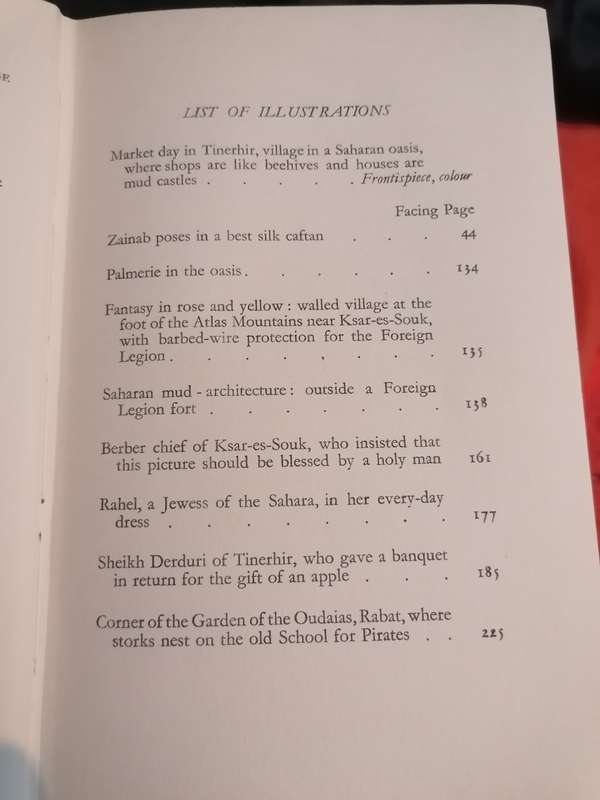 LIST OF ILLUSTRATIONS
Market day in Tinerhir, village in a Saharan oasis,
where shops are like beehives and houses are
mud castles . . . . . Frontispiece, colour
Facing Page
Zainab poses in a best silk caftan . . . 44
Palmerie in the oasis . . . . . . 134
Fantasy in rose and yellow : walled village at the
foot of the Atlas Mountains near Ksar-es-Souk,
with barbed-wire protection for the Foreign
Legion . . . . . . . . 135
Saharan mud - architecture : outside a Foreign
Legion fort . . . . . . . 138
Berber chief of Ksar-es-Souk, who insisted that
this picture should be blessed by a holy man 161
Rahel, a Jewess of the Sahara, in her every-day
dress . . . . . . . . 177
Sheikh Derduri of Tinerhir, who gave a banquet
in return for the gift of an apple . . . 185
Corner of the Garden of the Oudaias, Rabat, where
storks nest on the old School for Pirates . . 225